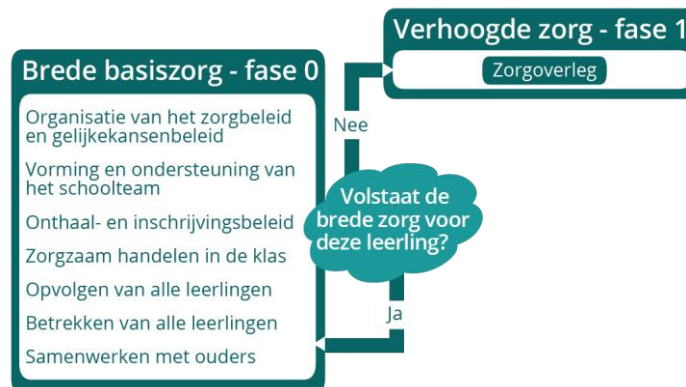 Verhoogde zorg - fase 1
Zorgoverleg
Brede basiszorg - fase 0
Organisatie van het zorgbeleid
en gelijkekansenbeleid
Vorming en ondersteuning van
het schoolteam
Onthaal- en inschrijvingsbeleid
Zorgzaam handelen in de klas
Opvolgen van alle leerlingen
Betrekken van alle leerlingen
Samenwerken met ouders
Nee
Volstaat de
brede zorg voor
deze leerling?
Ja